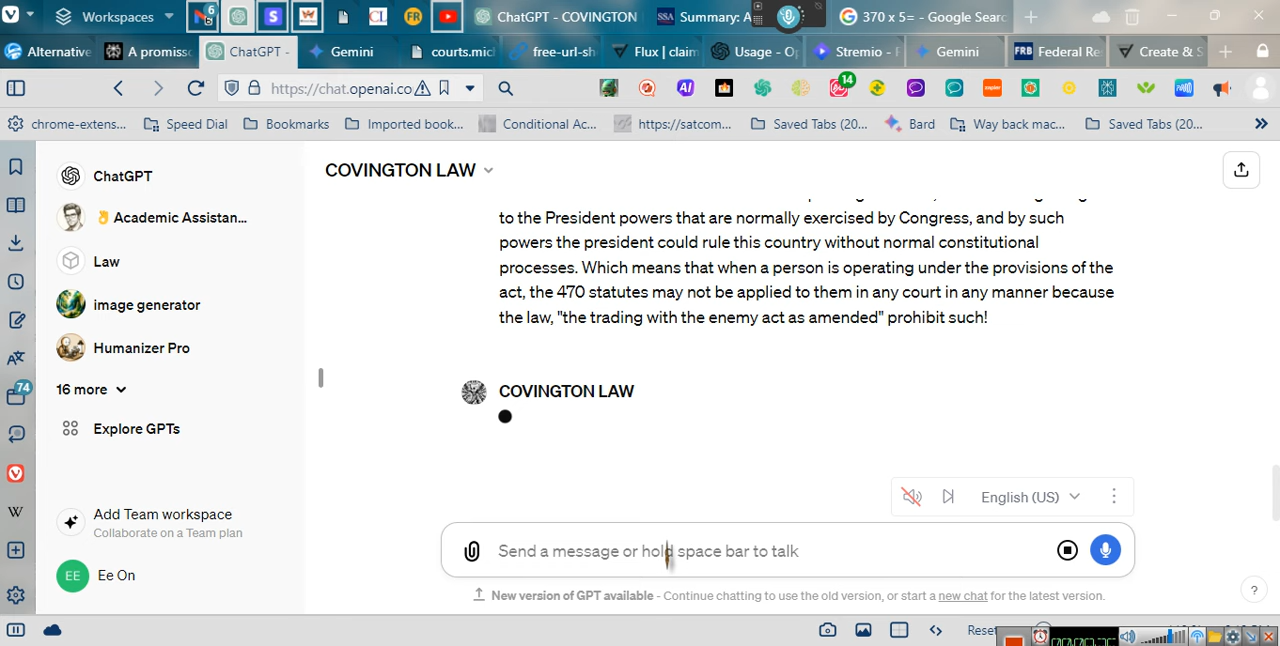 Workspaces
6
ChatGPT - COVINGTON
Summary: A
370 x 5= - Google Searc
Alternative
A promiss
ChatGPT -
Gemini
courts.mic
free-url-sh
Flux | claim
Usage - Op
Stremio - F
Gemini
Federal Re
Create & S
https://chat.openai.co
14
chrome-extens...
Speed Dial
Bookmarks
Imported book...
Conditional Ac...
https://satcom...
Saved Tabs (20...
Bard
Way back mac...
Saved Tabs (20...
ChatGPT
Academic Assistan...
Law
image generator
Humanizer Pro
16 more
Explore GPTs
Add Team workspace
Collaborate on a Team plan
EE
Ee On
74
COVINGTON LAW
to the President powers that are normally exercised by Congress, and by such
powers the president could rule this country without normal constitutional
processes. Which means that when a person is operating under the provisions of the
act, the 470 statutes may not be applied to them in any court in any manner because
the law, "the trading with the enemy act as amended" prohibit such!
COVINGTON LAW
English (US)
Send a message or hold space bar to talk
New version of GPT available - Continue chatting to use the old version, or start a new chat for the latest version.
?
Reset